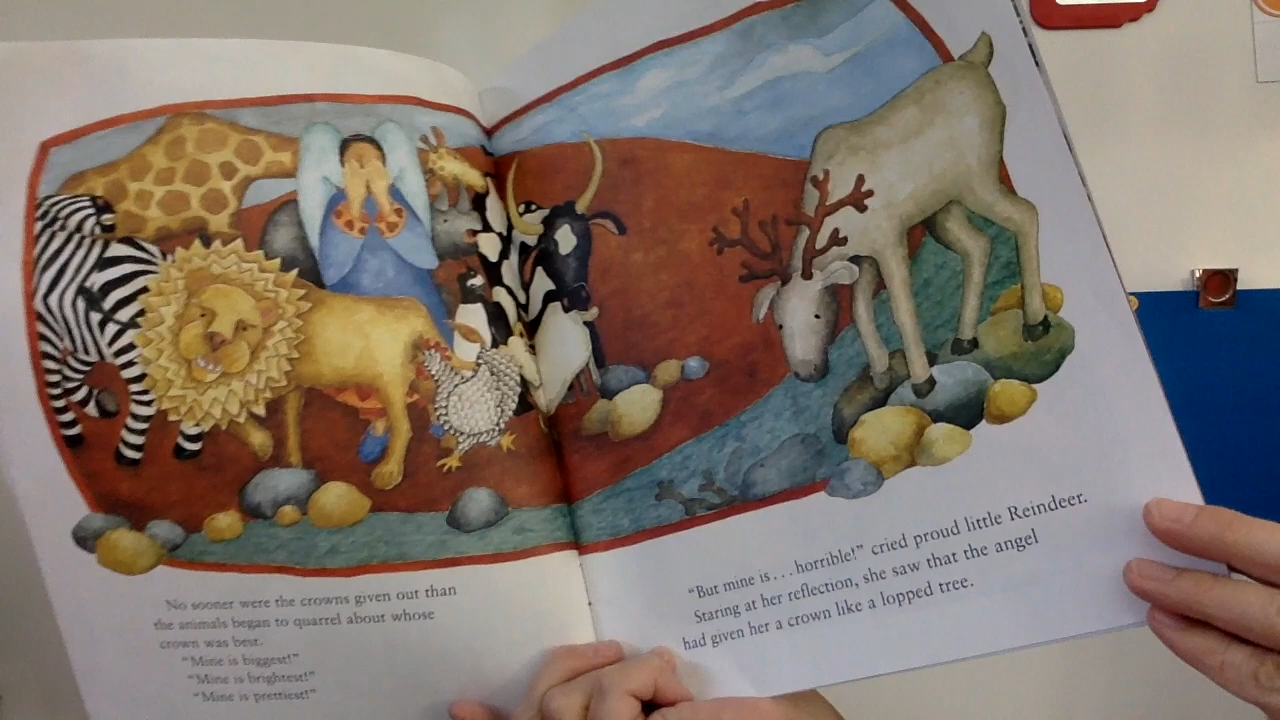 No sooner were the crowns given out than
the animals began to quarrel about whose
crown was best.
“Mine is biggest!”
“Mine is brightest!”
“Mine is prettiest!”
“But mine is . . . horrible!” cried proud little Reindeer.
Staring at her reflection, she saw that the angel
had given her a crown like a lopped tree.